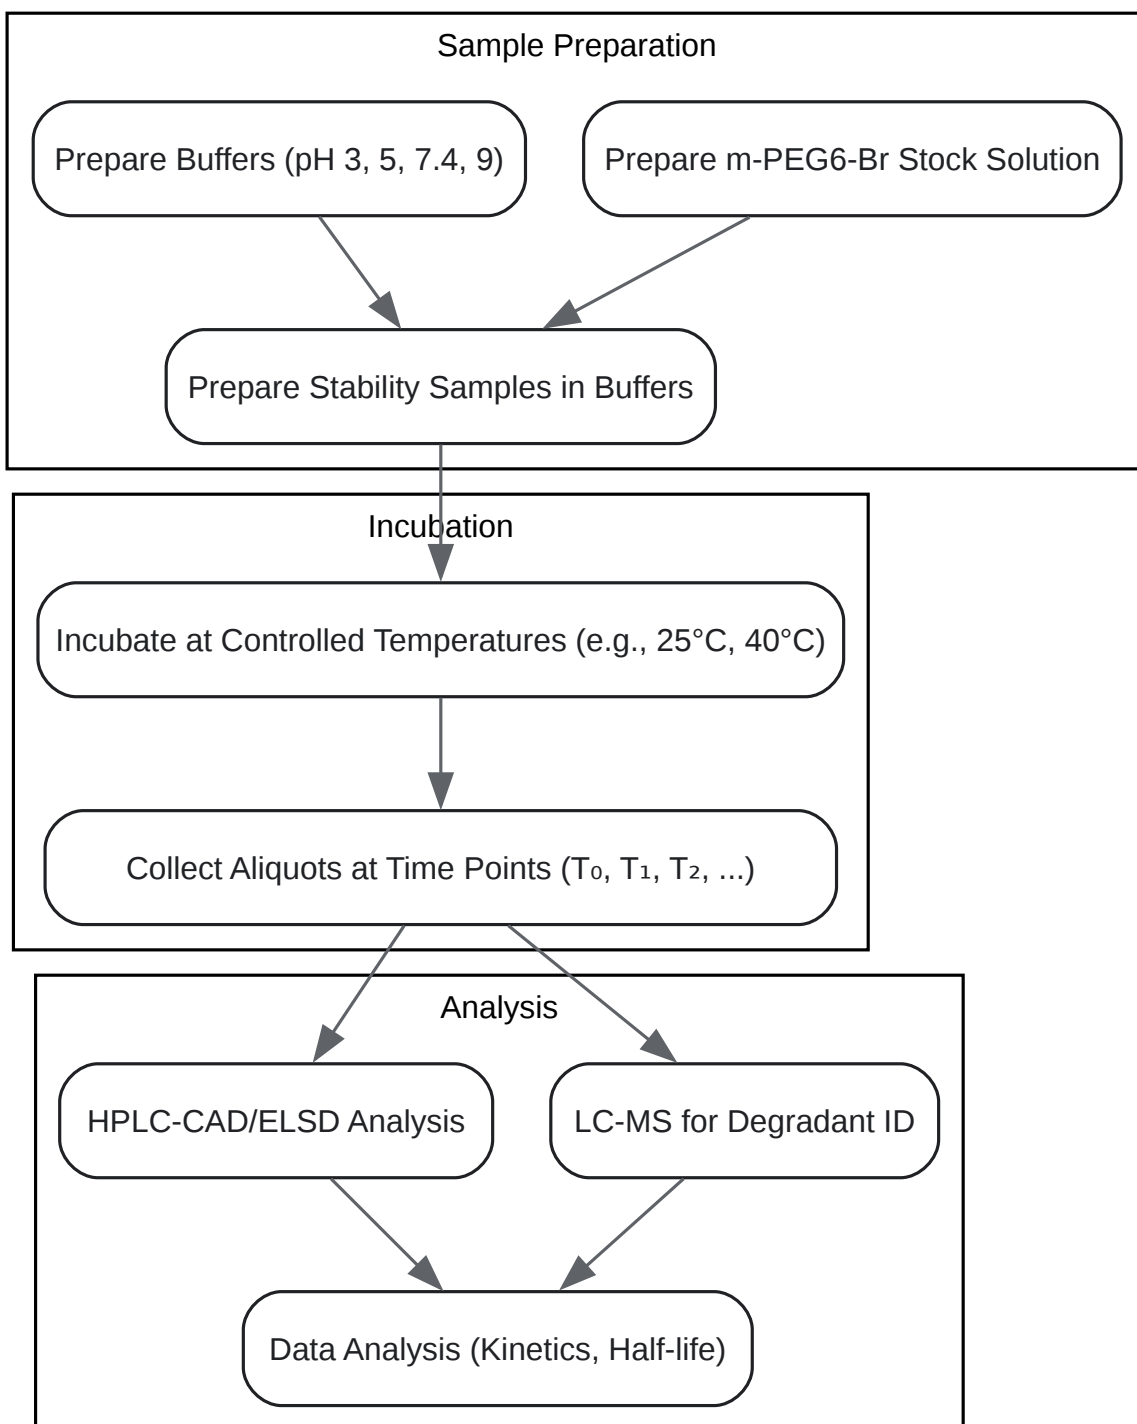 Sample Preparation
Prepare Buffers (pH 3, 5, 7.4, 9)
Prepare m-PEG6-Br Stock Solution
Prepare Stability Samples in Buffers
Incubation
Incubate at Controlled Temperatures (e.g., 25°C, 40°C)
Collect Aliquots at Time Points (T₀, T₁, T₂, ...)
Analysis
HPLC-CAD/ELSD Analysis
LC-MS for Degradant ID
Data Analysis (Kinetics, Half-life)